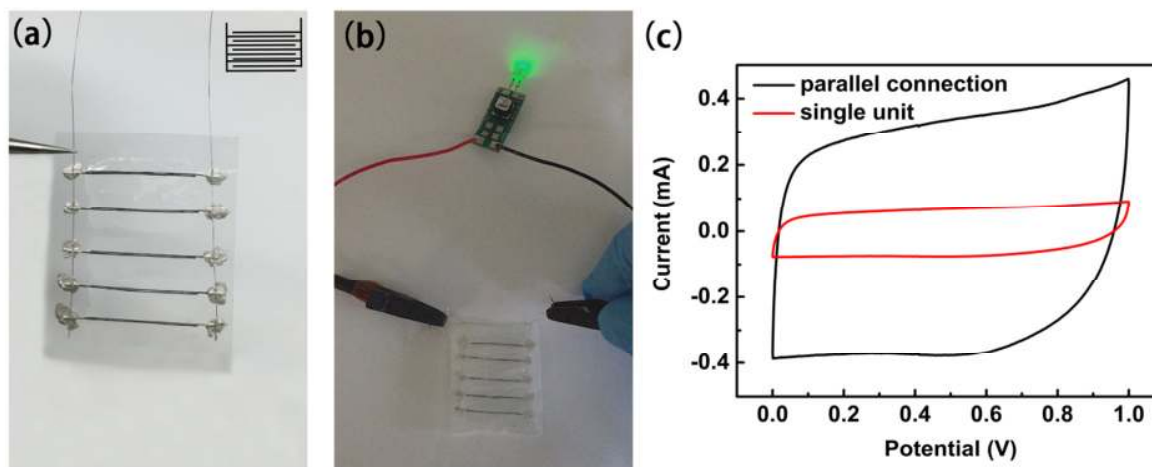 (a)
(b)
(c)
parallel connection
single unit
Current (mA)
0.4
0.2
0.0
-0.2
-0.4
0.0 0.2 0.4 0.6 0.8 1.0
Potential (V)